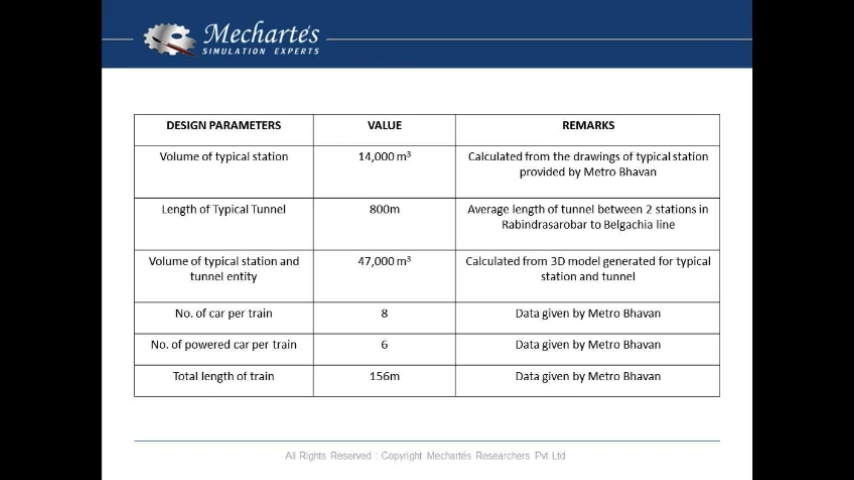 Mechartés
SIMULATION EXPERTS
DESIGN PARAMETERS
VALUE
REMARKS
Volume of typical station
14,000 m³
Calculated from the drawings of typical station
provided by Metro Bhavan
Length of Typical Tunnel
800m
Average length of tunnel between 2 stations in
Rabindrasarobar to Belgachia line
Volume of typical station and
tunnel entity
47,000 m³
Calculated from 3D model generated for typical
station and tunnel
No. of car per train
8
Data given by Metro Bhavan
No. of powered car per train
6
Data given by Metro Bhavan
Total length of train
156m
Data given by Metro Bhavan
All Rights Reserved : Copyright Mechartés Researchers Pvt Ltd